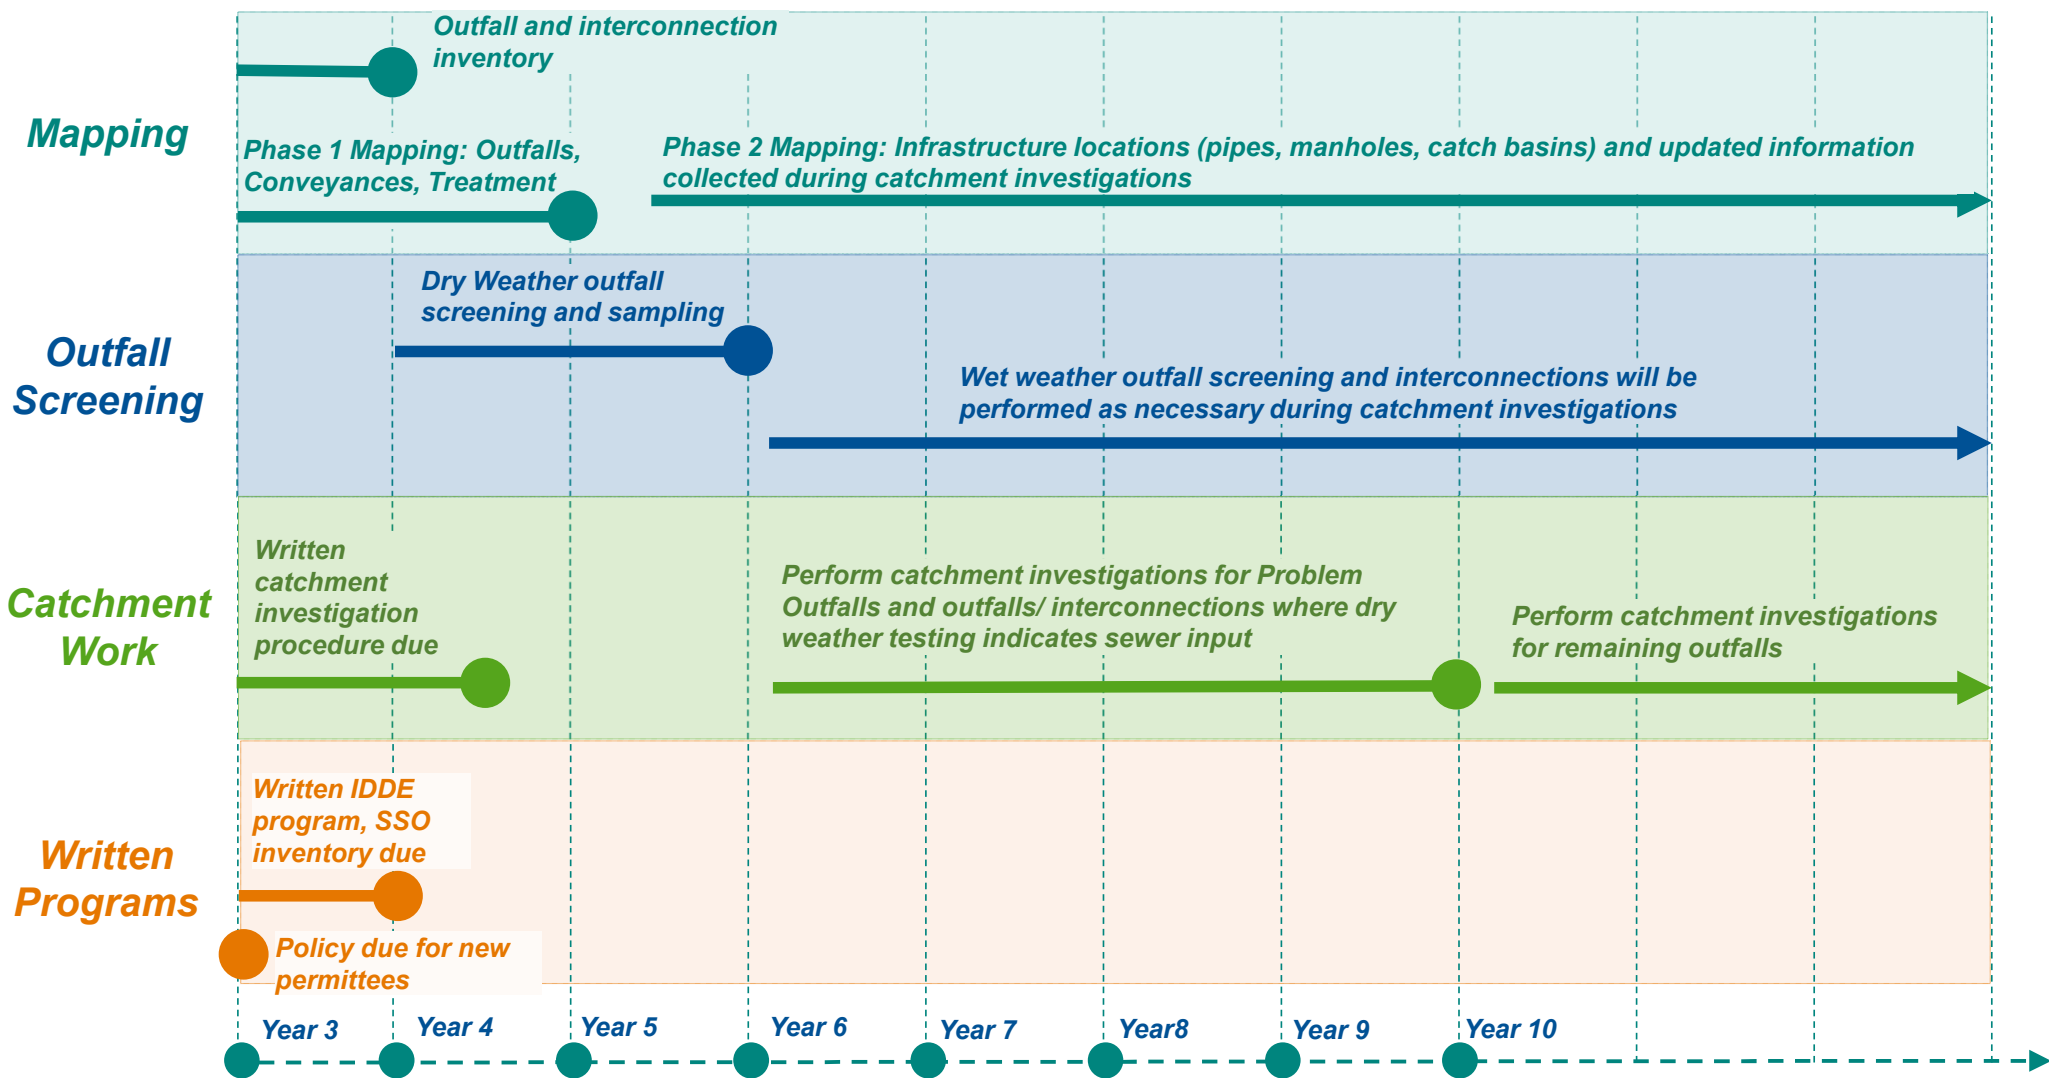 Mapping
Outfall and interconnection
inventory
Phase 1 Mapping: Outfalls,
Conveyances, Treatment
Phase 2 Mapping: Infrastructure locations (pipes, manholes, catch basins) and updated information
collected during catchment investigations
Outfall
Screening
Dry Weather outfall
screening and sampling
Wet weather outfall screening and interconnections will be
performed as necessary during catchment investigations
Catchment
Work
Written
catchment
investigation
procedure due
Perform catchment investigations for Problem
Outfalls and outfalls/ interconnections where dry
weather testing indicates sewer input
Perform catchment investigations
for remaining outfalls
Written
Programs
Written IDDE
program, SSO
inventory due
Policy due for new
permittees
Year 3
Year 4
Year 5
Year 6
Year 7
Year8
Year 9
Year 10